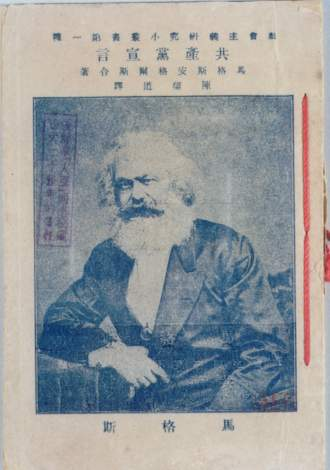 社會主義研究小叢書第一種
共產黨宣言
馬格斯安格爾斯合著
陳望道譯
馬格斯